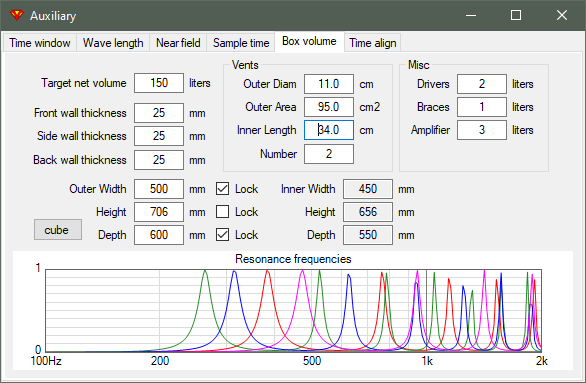 Auxiliary
Time window Wave length Near field Sample time Box volume Time align
Target net volume 150 liters
Front wall thickness 25 mm
Side wall thickness 25 mm
Back wall thickness 25 mm
Vents
Outer Diam 11.0 cm
Outer Area 95.0 cm2
Inner Length 34.0 cm
Number 2
Misc
Drivers 2 liters
Braces 1 liters
Amplifier 3 liters
Outer Width 500 mm Lock Inner Width 450 mm
Height 706 mm Lock Height 656 mm
cube Depth 600 mm Lock Depth 550 mm
Resonance frequencies
1
0
100Hz 200 500 1k 2k